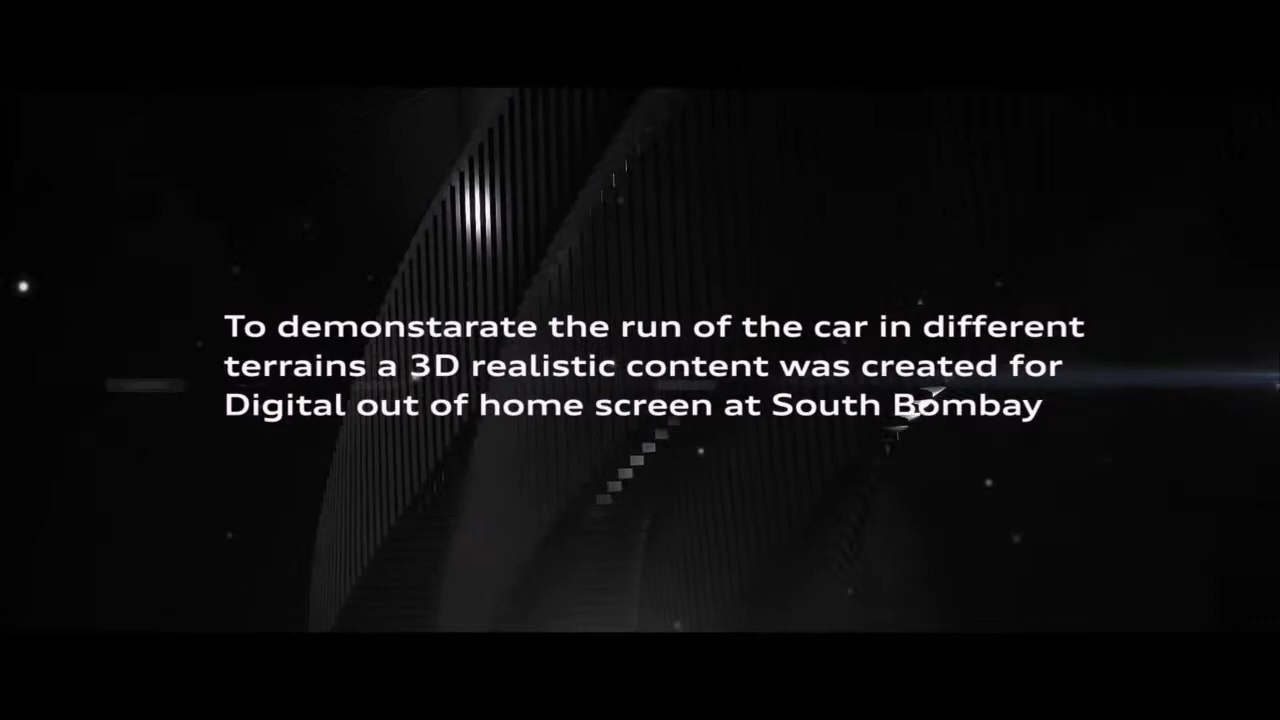 To demonstarate the run of the car in different
terrains a 3D realistic content was created for
Digital out of home screen at South Bombay